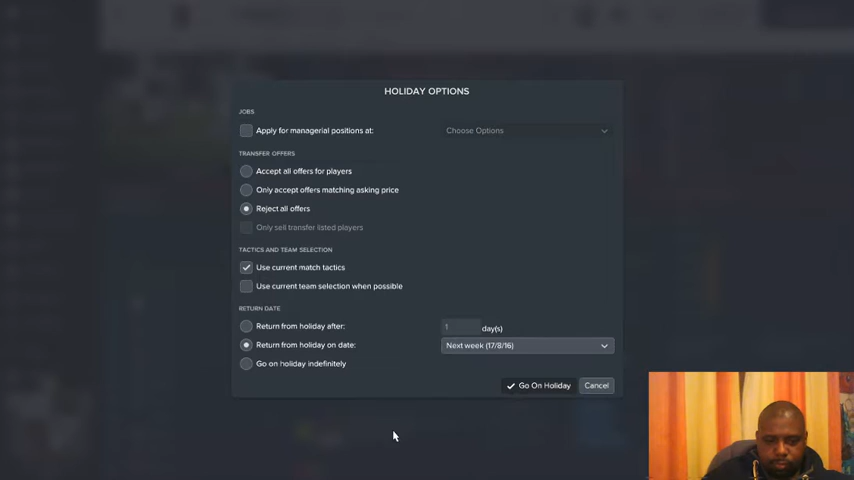 HOLIDAY OPTIONS
JOBS
Apply for managerial positions at: Choose Options
TRANSFER OFFERS
Accept all offers for players
Only accept offers matching asking price
Reject all offers
Only sell transfer listed players
TACTICS AND TEAM SELECTION
Use current match tactics
Use current team selection when possible
RETURN DATE
Return from holiday after: 1 day(s)
Return from holiday on date: Next week (17/8/16)
Go on holiday indefinitely
Go On Holiday Cancel